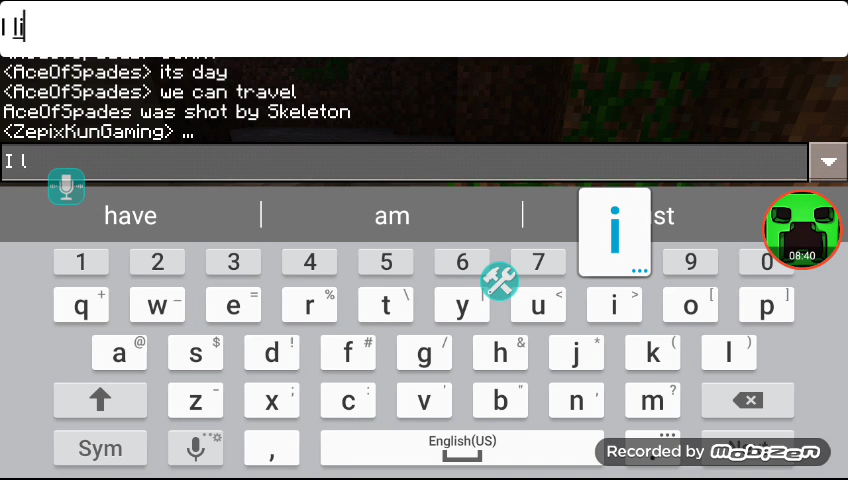 I li
<AceOfSpades> its day
<AceOfSpades> we can travel
AceOfSpades was shot by Skeleton
<ZepixKunGaming> ...
I l
have am st
i
1 2 3 4 5 6 7 9 0
q + w _ e = r % t \ y | u < i > o [ p ]
a @ s $ d ! f # g / h & j * k ( l )
z - x ; c : v ' b " n , m ?
Sym , English(US) .
08:40
Recorded by mobizen